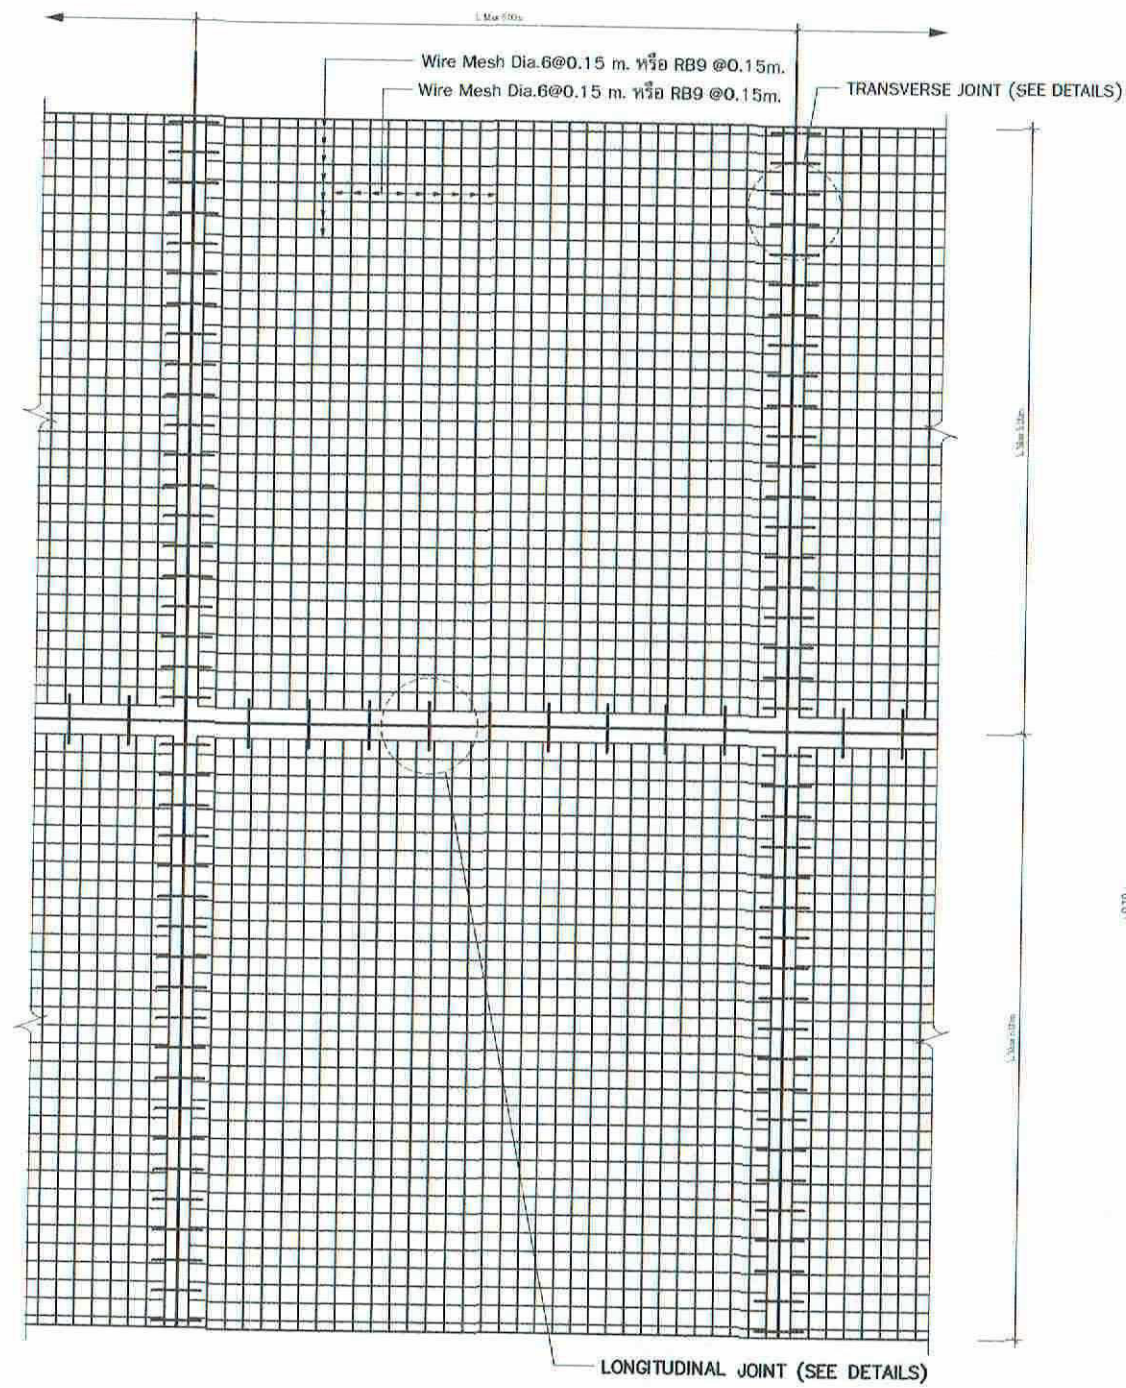 Wire Mesh Dia.6@0.15 m. หรือ RB9 @0.15m.
Wire Mesh Dia.6@0.15 m. หรือ RB9 @0.15m.
TRANSVERSE JOINT (SEE DETAILS)
LONGITUDINAL JOINT (SEE DETAILS)